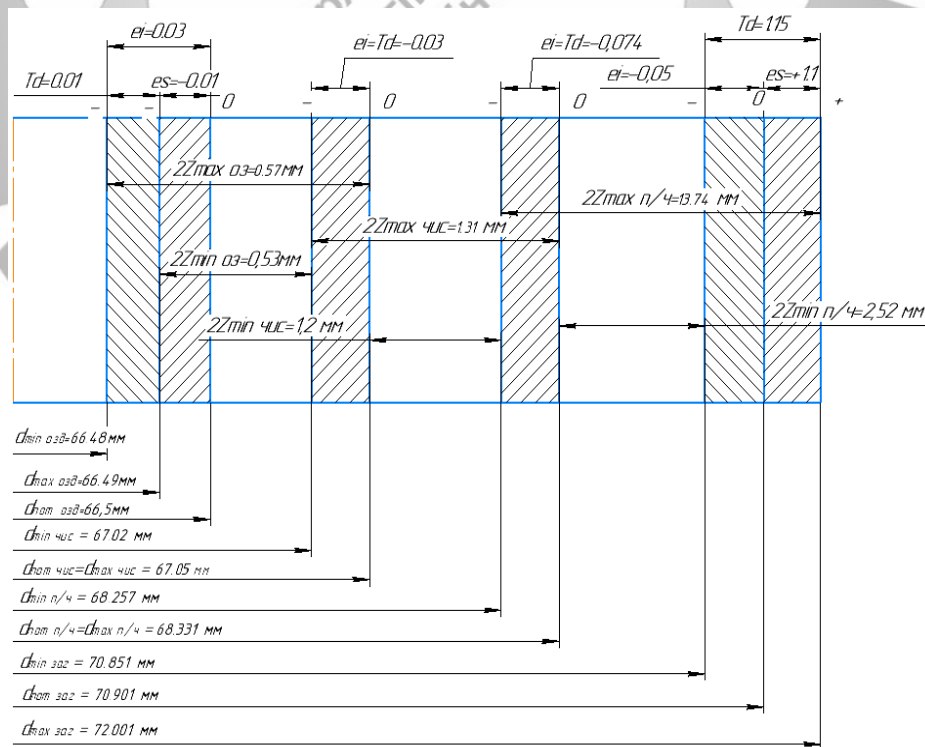 ei=0.03
Td=1.15
ei=Td=-0.03
ei=Td=-0,074
Td=0.01
es=-0.01
ei=-0,05
es=+1.1
-
-
0
-
0
-
0
-
0
+
2Zmax оз=0.57мм
2Zmax п/ч=13.74 мм
2Zmax чис=1.31 мм
2Zmin оз=0,53мм
2Zmin п/ч=2,52 мм
2Zmin чис=1,2 мм
dmin озд=66.48мм
dmax озд=66.49мм
dном озд=66,5мм
dmin чис = 67.02 мм
dном чис=dmax чис = 67.05 мм
dmin п/ч = 68.257 мм
dном п/ч=dmax п/ч = 68.331 мм
dmin заг = 70.851 мм
dном заг = 70.901 мм
dmax заг = 72.001 мм